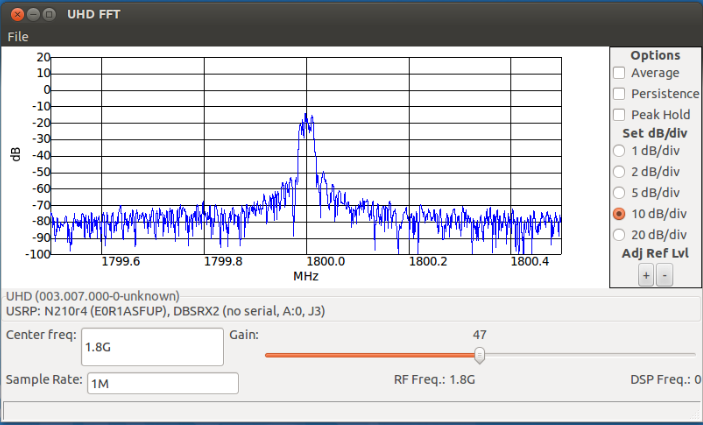 UHD FFT
File
20
10
0
-10
-20
-30
-40
-50
-60
-70
-80
-90
-100
dB
1799.6 1799.8 1800.0 1800.2 1800.4
MHz
Options
Average
Persistence
Peak Hold
Set dB/div
1 dB/div
2 dB/div
5 dB/div
10 dB/div
20 dB/div
Adj Ref Lvl
+ -
UHD (003.007.000-0-unknown)
USRP: N210r4 (E0R1ASFUP), DBSRX2 (no serial, A:0, J3)
Center freq: 1.8G Gain: 47
Sample Rate: 1M RF Freq.: 1.8G DSP Freq.: 0